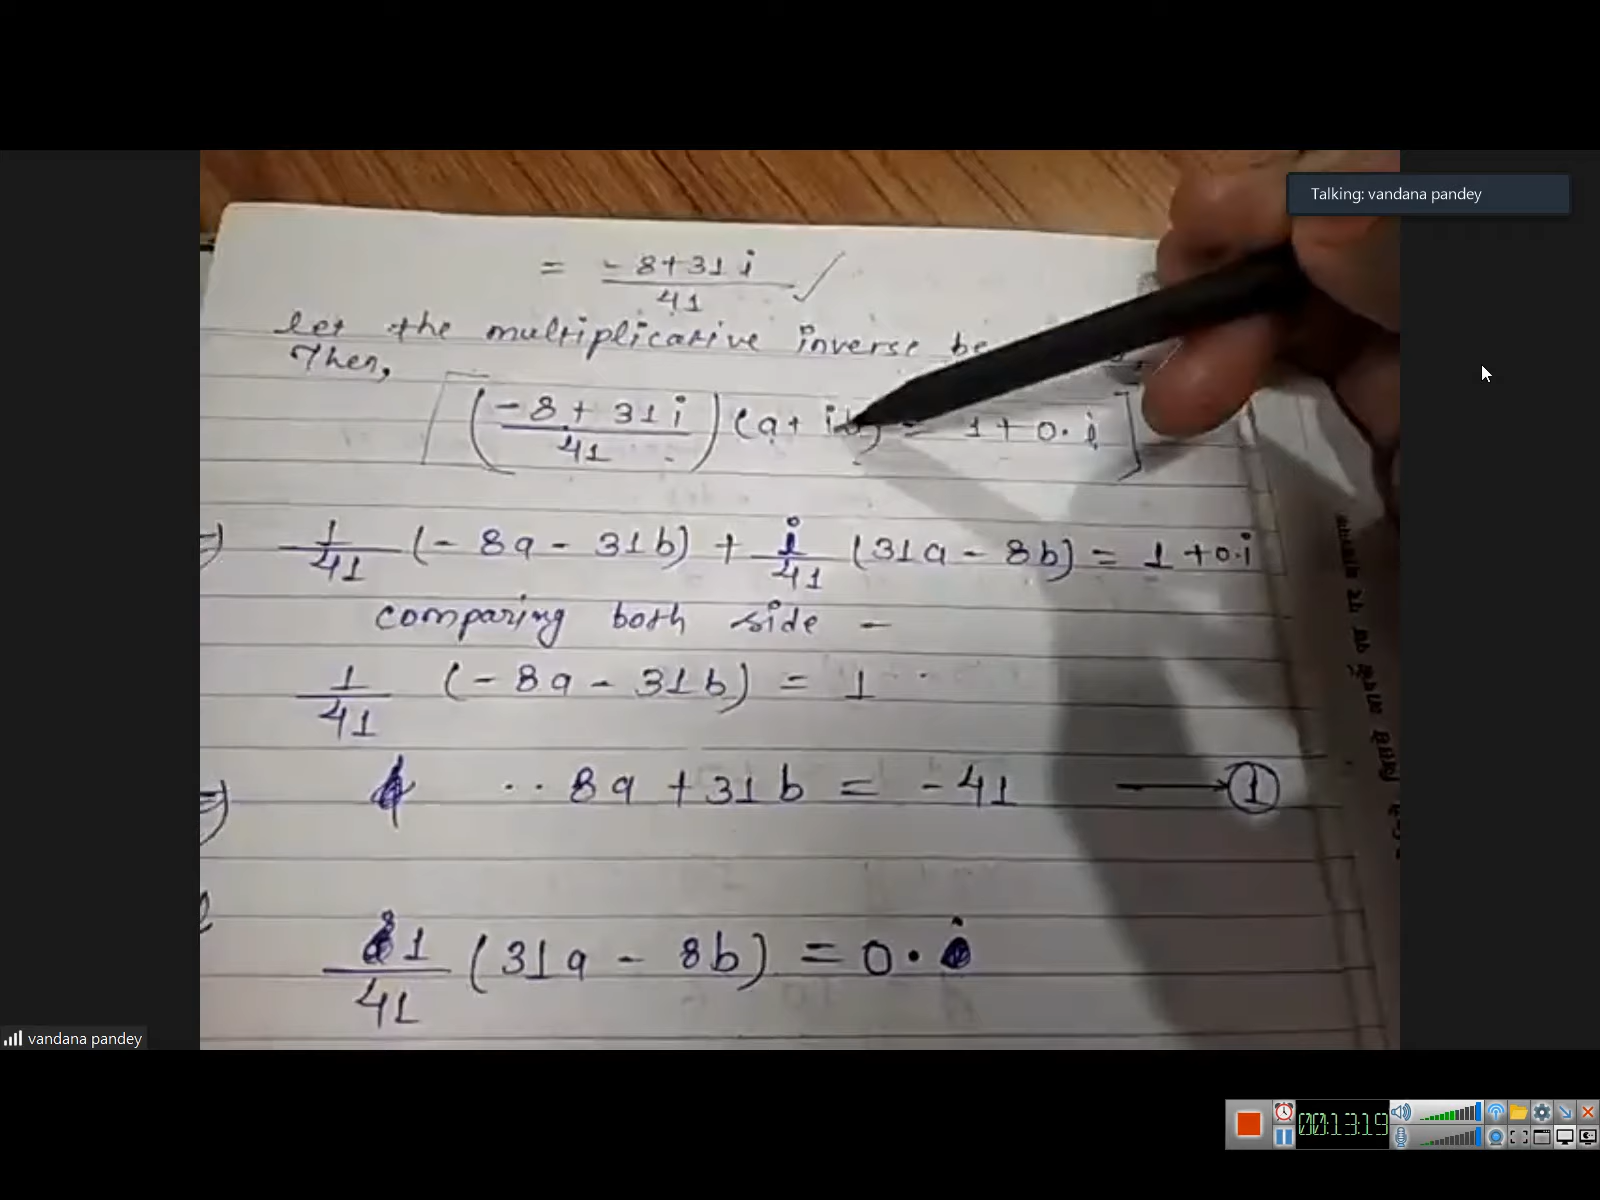 Talking: vandana pandey
= -8+31i / 41 ✓
let the multiplicative inverse be
Then,
[(-8 + 31i / 41) (a + ib) = 1 + 0. i]
⇒ 1/41 (-8a - 31b) + i/41 (31a - 8b) = 1 + 0.i
comparing both side -
1/41 (-8a - 31b) = 1
⇒ 8a + 31b = -41 → ①
1/41 (31a - 8b) = 0.
vandana pandey
00:13:19